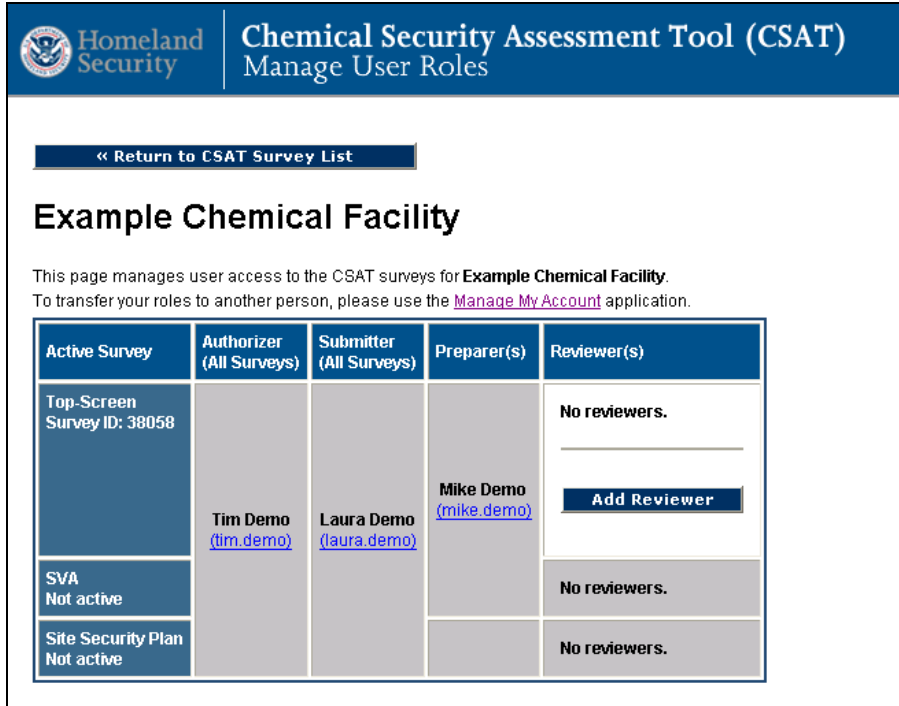 Homeland
Security
Chemical Security Assessment Tool (CSAT)
Manage User Roles
« Return to CSAT Survey List
Example Chemical Facility
This page manages user access to the CSAT surveys for Example Chemical Facility.
To transfer your roles to another person, please use the Manage My Account application.
Active Survey
Authorizer
(All Surveys)
Submitter
(All Surveys)
Preparer(s)
Reviewer(s)
Top-Screen
Survey ID: 38058
Tim Demo
(tim.demo)
Laura Demo
(laura.demo)
Mike Demo
(mike.demo)
No reviewers.
Add Reviewer
SVA
Not active
No reviewers.
Site Security Plan
Not active
No reviewers.